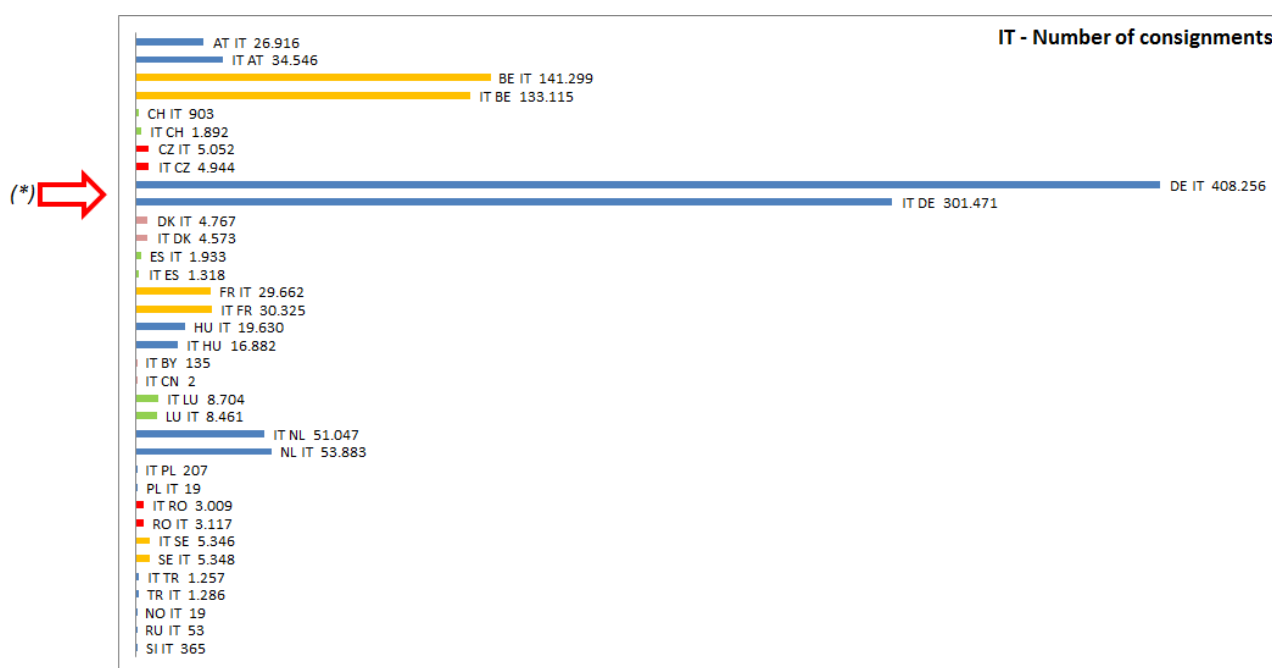 IT - Number of consignments
AT IT 26.916
IT AT 34.546
BE IT 141.299
IT BE 133.115
CH IT 903
IT CH 1.892
CZ IT 5.052
IT CZ 4.944
(*)
DE IT 408.256
IT DE 301.471
DK IT 4.767
IT DK 4.573
ES IT 1.933
IT ES 1.318
FR IT 29.662
IT FR 30.325
HU IT 19.630
IT HU 16.882
IT BY 135
IT CN 2
IT LU 8.704
LU IT 8.461
IT NL 51.047
NL IT 53.883
IT PL 207
PL IT 19
IT RO 3.009
RO IT 3.117
IT SE 5.346
SE IT 5.348
IT TR 1.257
TR IT 1.286
NO IT 19
RU IT 53
SI IT 365